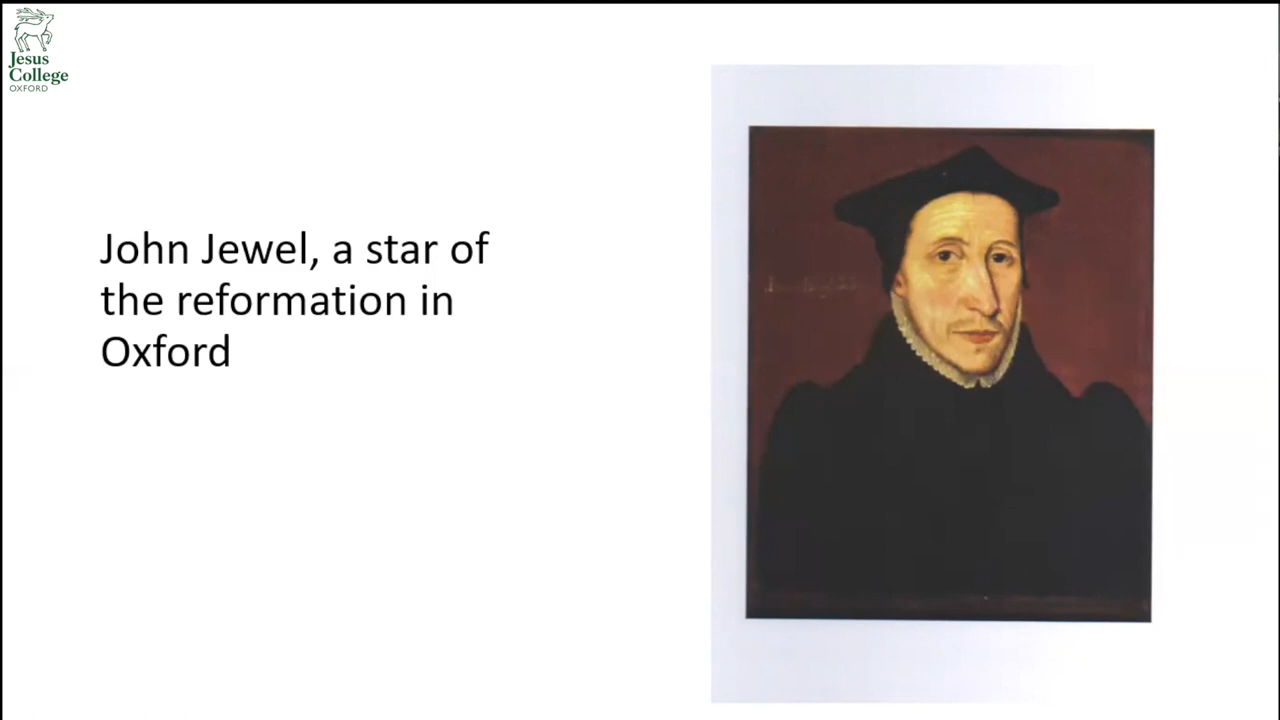 Jesus
College
OXFORD
John Jewel, a star of
the reformation in
Oxford